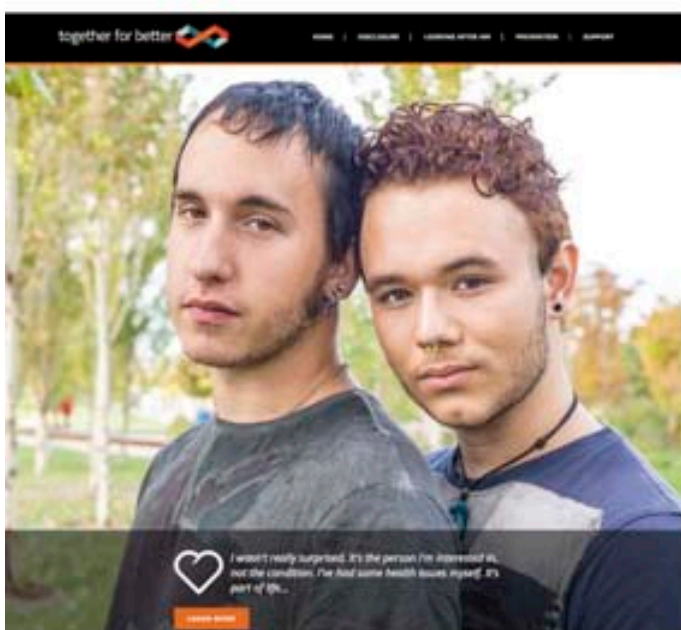 together for better
HOME | DISCLOSURE | LOOKING AFTER HIM | PREVENTION | SUPPORT
I wasn't really surprised. It's the person I'm interested in,
not the condition. I've had some health issues myself. It's
part of life...
LEARN MORE